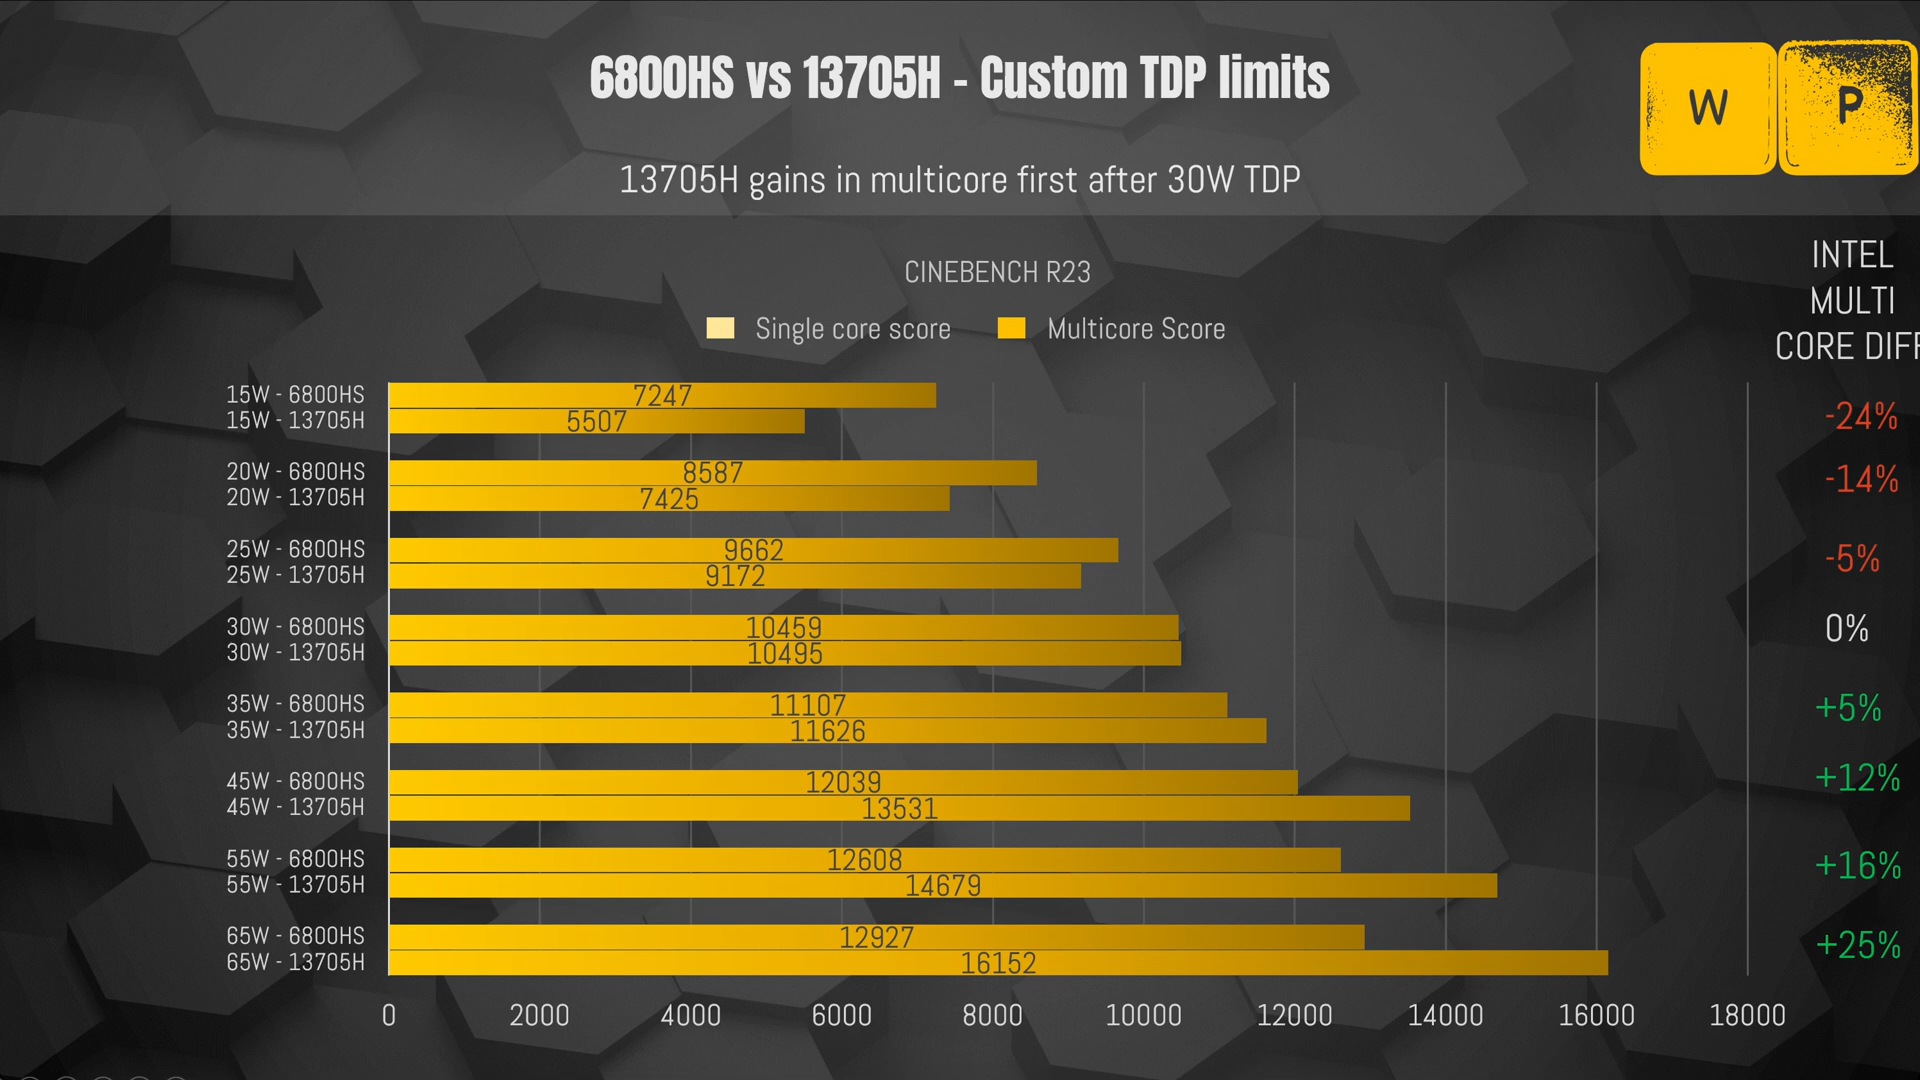 6800HS vs 13705H - Custom TDP limits
W P
13705H gains in multicore first after 30W TDP
INTEL
MULTI
CORE DIFF
CINEBENCH R23
Single core score Multicore Score
15W - 6800HS 7247
15W - 13705H 5507
-24%
20W - 6800HS 8587
20W - 13705H 7425
-14%
25W - 6800HS 9662
25W - 13705H 9172
-5%
30W - 6800HS 10459
30W - 13705H 10495
0%
35W - 6800HS 11107
35W - 13705H 11626
+5%
45W - 6800HS 12039
45W - 13705H 13531
+12%
55W - 6800HS 12608
55W - 13705H 14679
+16%
65W - 6800HS 12927
65W - 13705H 16152
+25%
0 2000 4000 6000 8000 10000 12000 14000 16000 18000